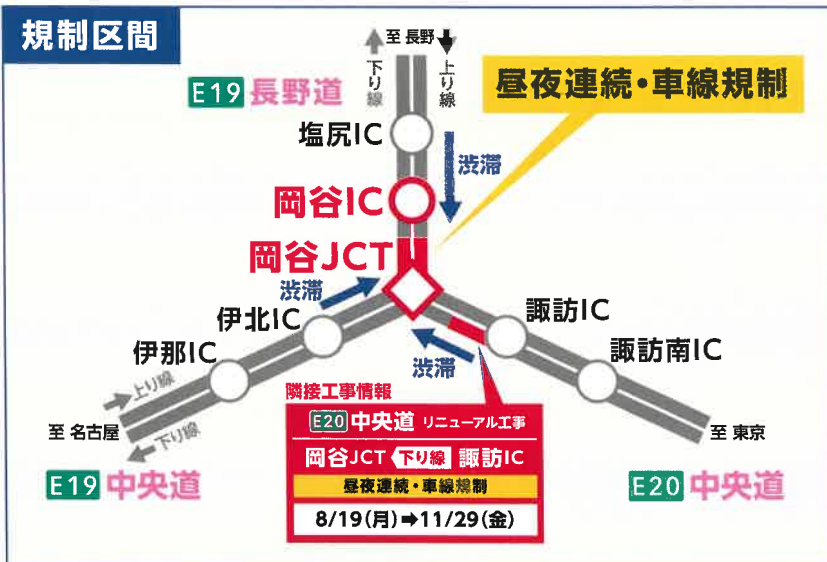 規制区間
至 長野
下り線
上り線
E19 長野道
昼夜連続・車線規制
塩尻IC
渋滞
岡谷IC
岡谷JCT
渋滞
伊北IC
諏訪IC
伊那IC
諏訪南IC
渋滞
上り線
隣接工事情報
E20 中央道 リニューアル工事
至 名古屋
下り線
至 東京
岡谷JCT 下り線 諏訪IC
E19 中央道
昼夜連続・車線規制
E20 中央道
8/19(月)➡11/29(金)